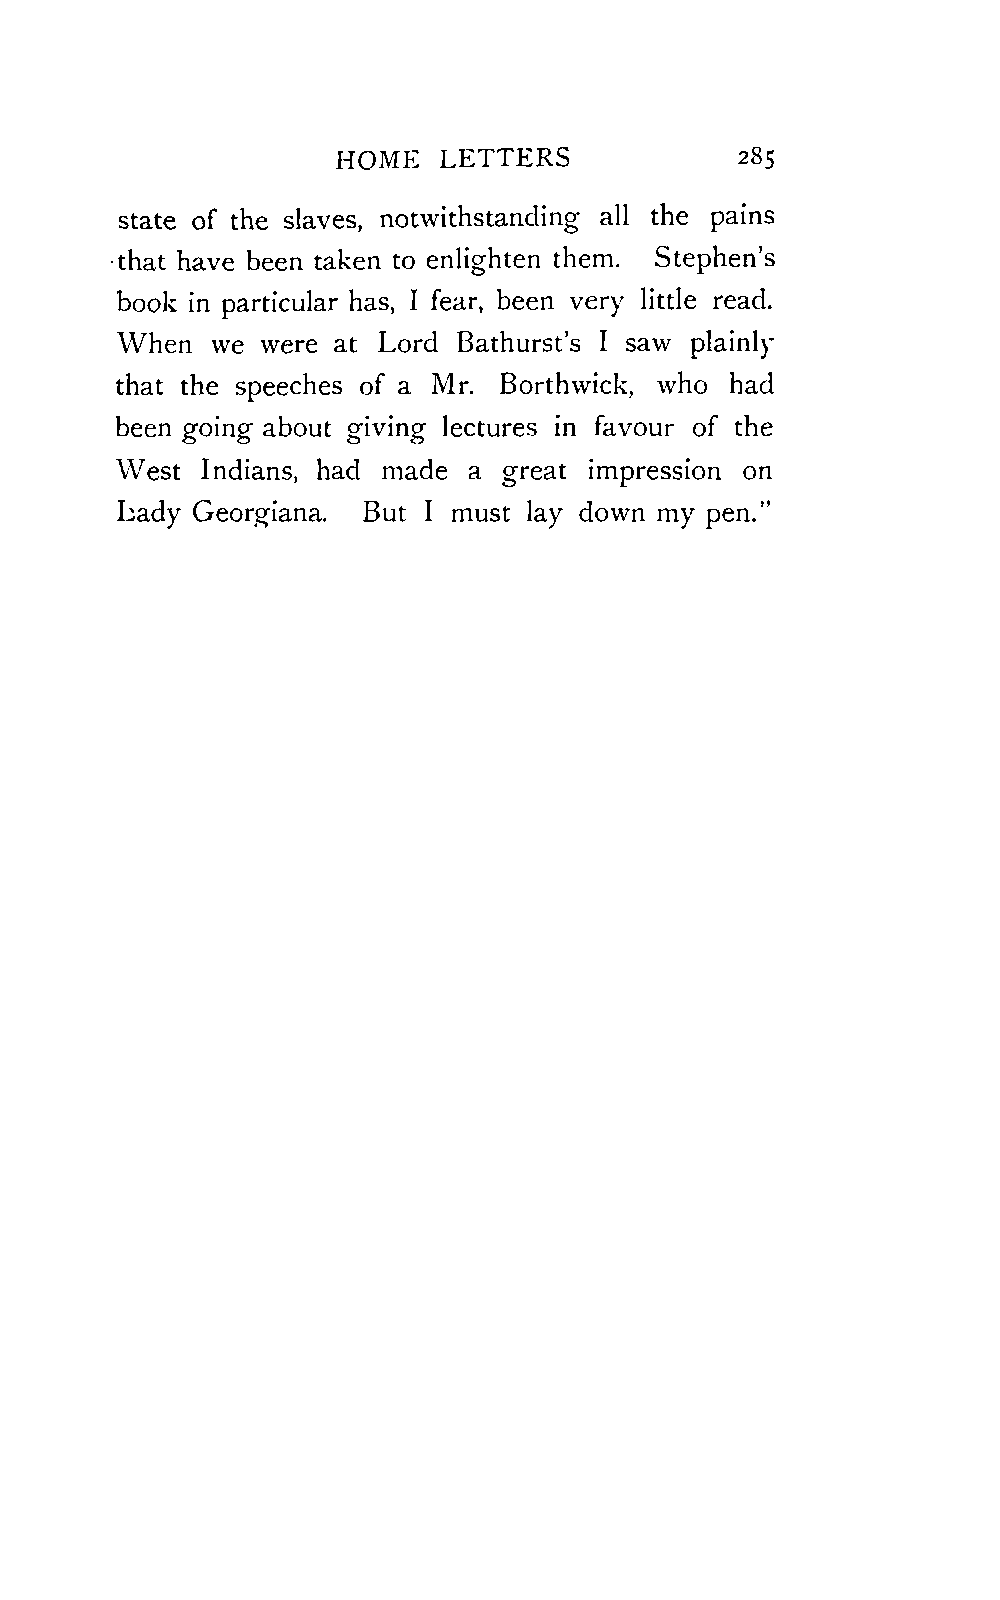 HOME LETTERS 285
state of the slaves, notwithstanding all the pains
that have been taken to enlighten them. Stephen's
book in particular has, I fear, been very little read.
When we were at Lord Bathurst's I saw plainly
that the speeches of a Mr. Borthwick, who had
been going about giving lectures in favour of the
West Indians, had made a great impression on
Lady Georgiana. But I must lay down my pen."